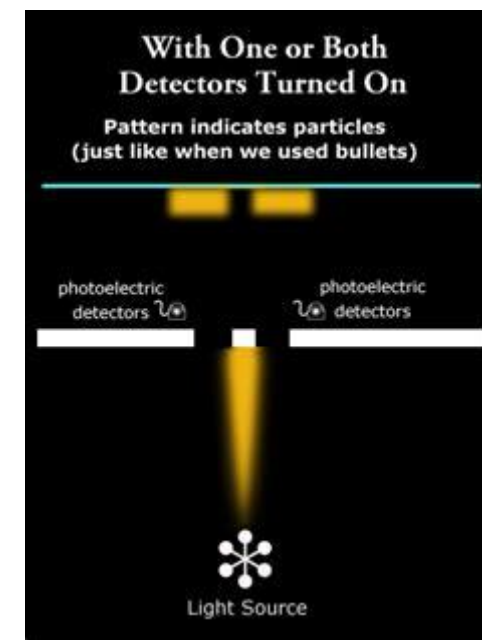 With One or Both
Detectors Turned On
Pattern indicates particles
(just like when we used bullets)
photoelectric
detectors
photoelectric
detectors
Light Source